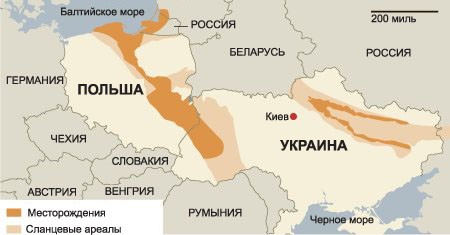 Балтийское море
200 миль
РОССИЯ
БЕЛАРУСЬ
РОССИЯ
ГЕРМАНИЯ
ПОЛЬША
Киев
ЧЕХИЯ
УКРАИНА
СЛОВАКИЯ
АВСТРИЯ
ВЕНГРИЯ
РУМЫНИЯ
Черное море
Месторождения
Сланцевые ареалы